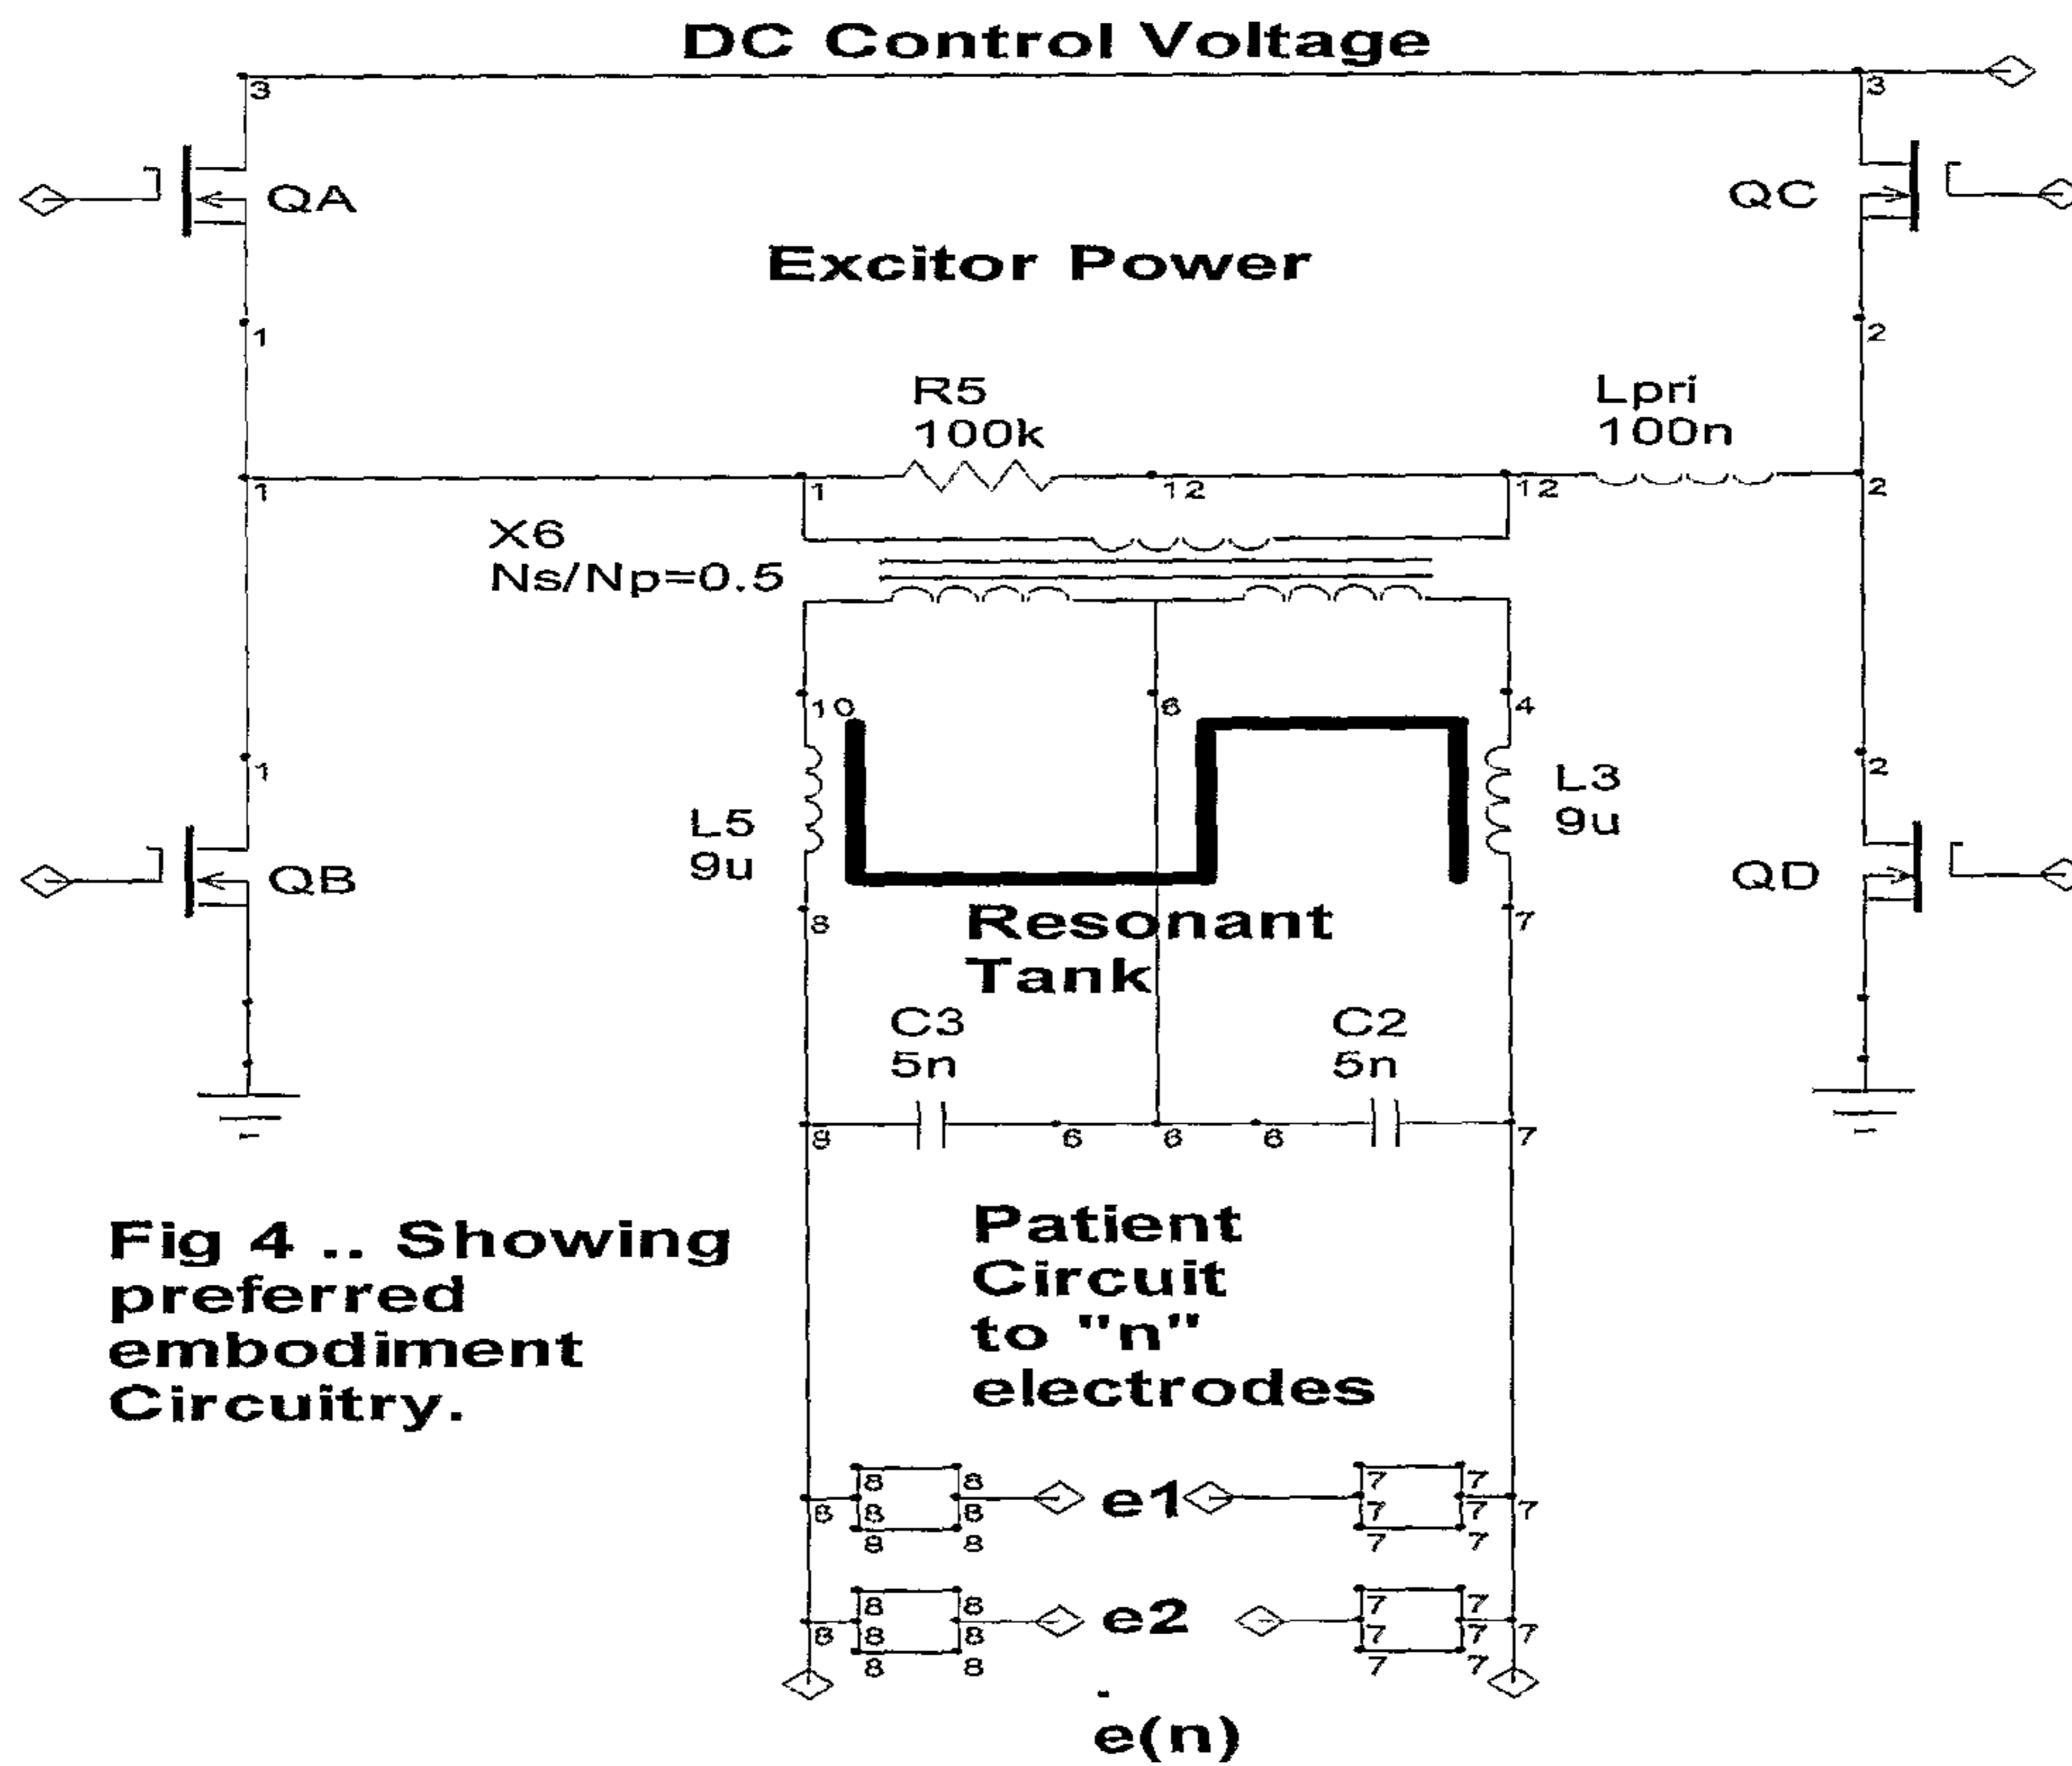 DC Control Voltage
3
3
QA
QC
Excitor Power
1
2
R5
100k
Lpri
100n
1
1
12
12
2
X6
Ns/Np=0.5
10
6
4
1
2
L5
9u
L3
9u
QB
QD
8
7
Resonant
Tank
C3
5n
C2
5n
8
6
6
6
7
Fig 4 .. Showing
preferred
embodiment
Circuitry.
Patient
Circuit
to "n"
electrodes
8
8
7
7
e1
8
8
8
7
7
7
8
8
7
7
8
8
7
7
e2
8
8
8
7
7
7
8
8
7
7
.
e(n)